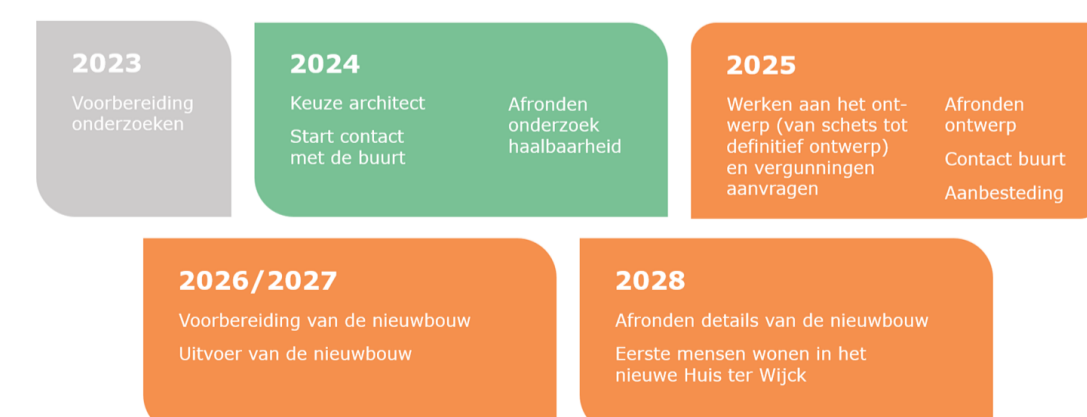 2023
Voorbereiding
onderzoeken
2024
Keuze architect
Start contact
met de buurt
Afronden
onderzoek
haalbaarheid
2025
Werken aan het ont-
werp (van schets tot
definitief ontwerp)
en vergunningen
aanvragen
Afronden
ontwerp
Contact buurt
Aanbesteding
2026/2027
Voorbereiding van de nieuwbouw
Uitvoer van de nieuwbouw
2028
Afronden details van de nieuwbouw
Eerste mensen wonen in het
nieuwe Huis ter Wijck